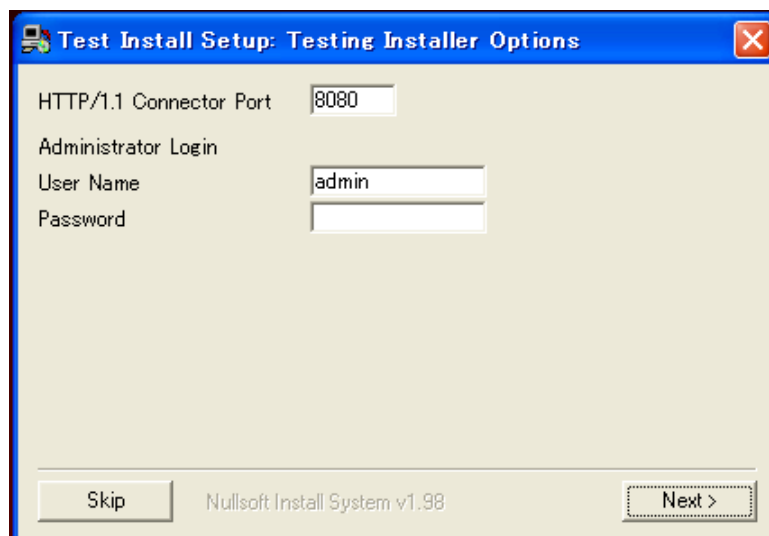 Test Install Setup: Testing Installer Options
HTTP/1.1 Connector Port 8080
Administrator Login
User Name admin
Password
Skip Nullsoft Install System v1.98 Next >